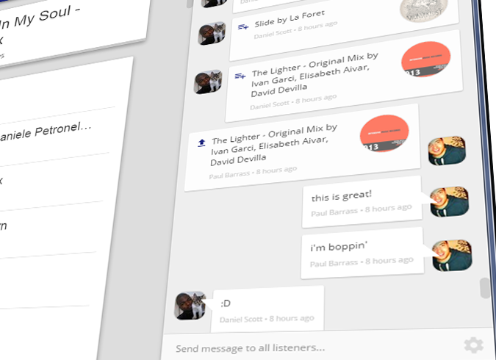 In My Soul -
x
aniele Petronel...
x
n
Slide by La Foret
Daniel Scott • 8 hours ago
The Lighter - Original Mix by
Ivan Garci, Elisabeth Aivar,
David Devilla
Daniel Scott • 8 hours ago
013
The Lighter - Original Mix by
Ivan Garci, Elisabeth Aivar,
David Devilla
Paul Barrass • 8 hours ago
013
this is great!
Paul Barrass • 8 hours ago
i'm boppin'
Paul Barrass • 8 hours ago
:D
Daniel Scott • 8 hours ago
Send message to all listeners...